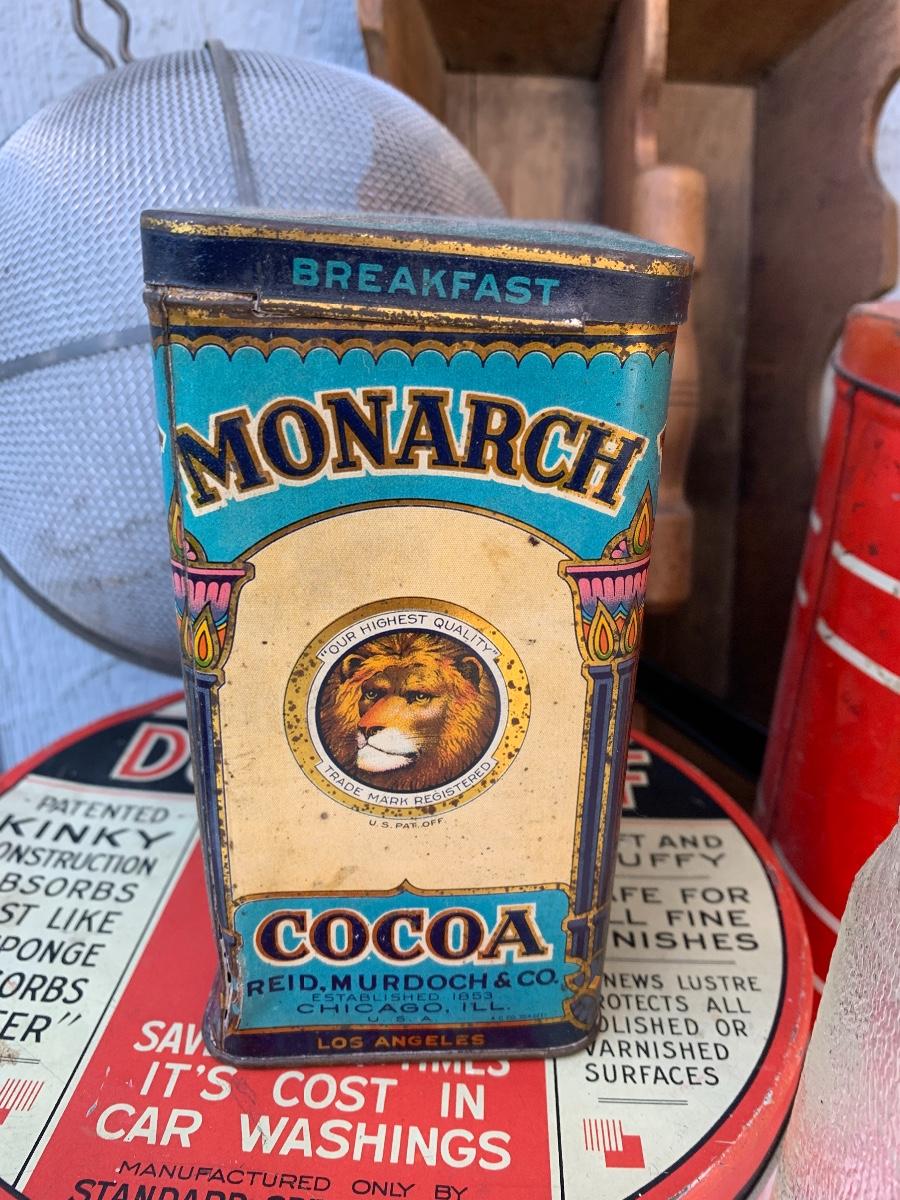 BREAKFAST
MONARCH
"OUR HIGHEST QUALITY"
TRADE MARK REGISTERED
U.S. PAT. OFF.
COCOA
REID, MURDOCH & CO.
ESTABLISHED 1853
CHICAGO, ILL.
U.S.A.
LOS ANGELES
PATENTED
KINKY
ONSTRUCTION
BSORBS
ST LIKE
PONGE
ORBS
ER"
IT'S COST IN
CAR WASHINGS
MANUFACTURED ONLY BY
FT AND
UFFY
FE FOR
LL FINE
NISHES
NEWS LUSTRE
ROTECTS ALL
OLISHED OR
VARNISHED
SURFACES